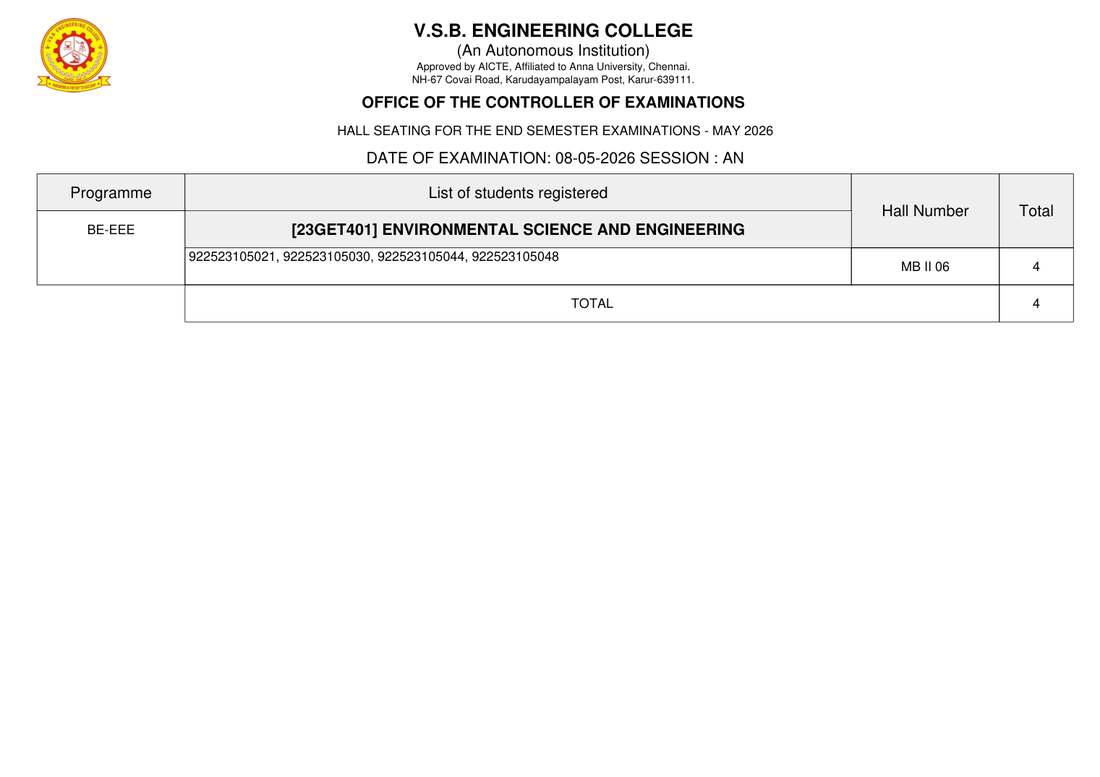 V.S.B. ENGINEERING COLLEGE
(An Autonomous Institution)
Approved by AICTE, Affiliated to Anna University, Chennai.
NH-67 Covai Road, Karudayampalayam Post, Karur-639111.
OFFICE OF THE CONTROLLER OF EXAMINATIONS
HALL SEATING FOR THE END SEMESTER EXAMINATIONS - MAY 2026
DATE OF EXAMINATION: 08-05-2026 SESSION : AN
Programme List of students registered Hall Number Total
BE-EEE [23GET401] ENVIRONMENTAL SCIENCE AND ENGINEERING
922523105021, 922523105030, 922523105044, 922523105048 MB II 06 4
TOTAL 4